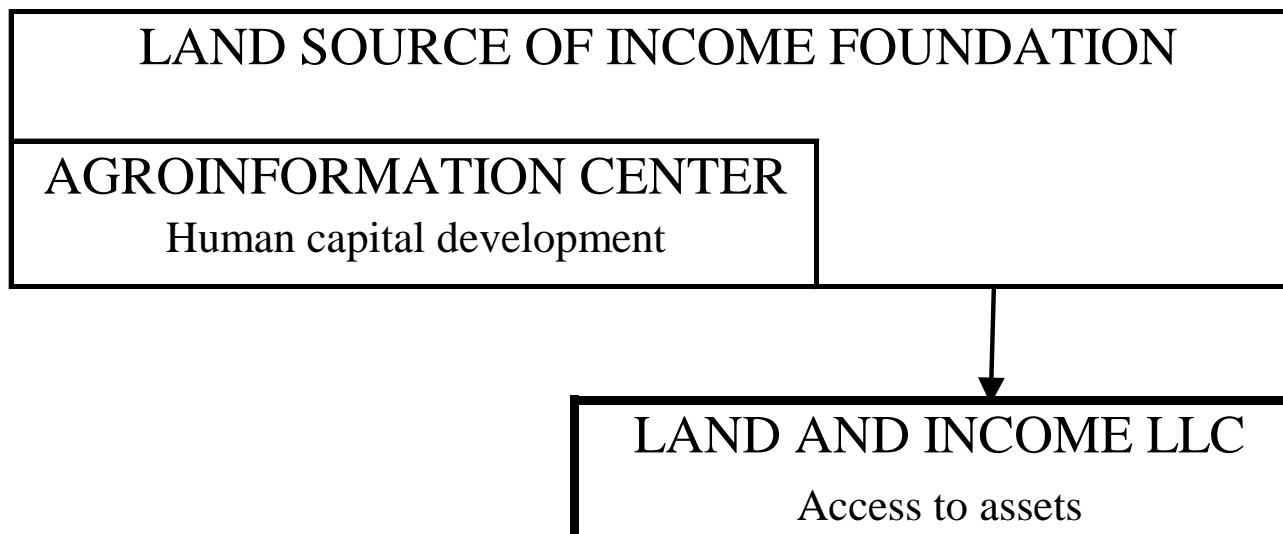 LAND SOURCE OF INCOME FOUNDATION
AGROINFORMATION CENTER
Human capital development
LAND AND INCOME LLC
Access to assets